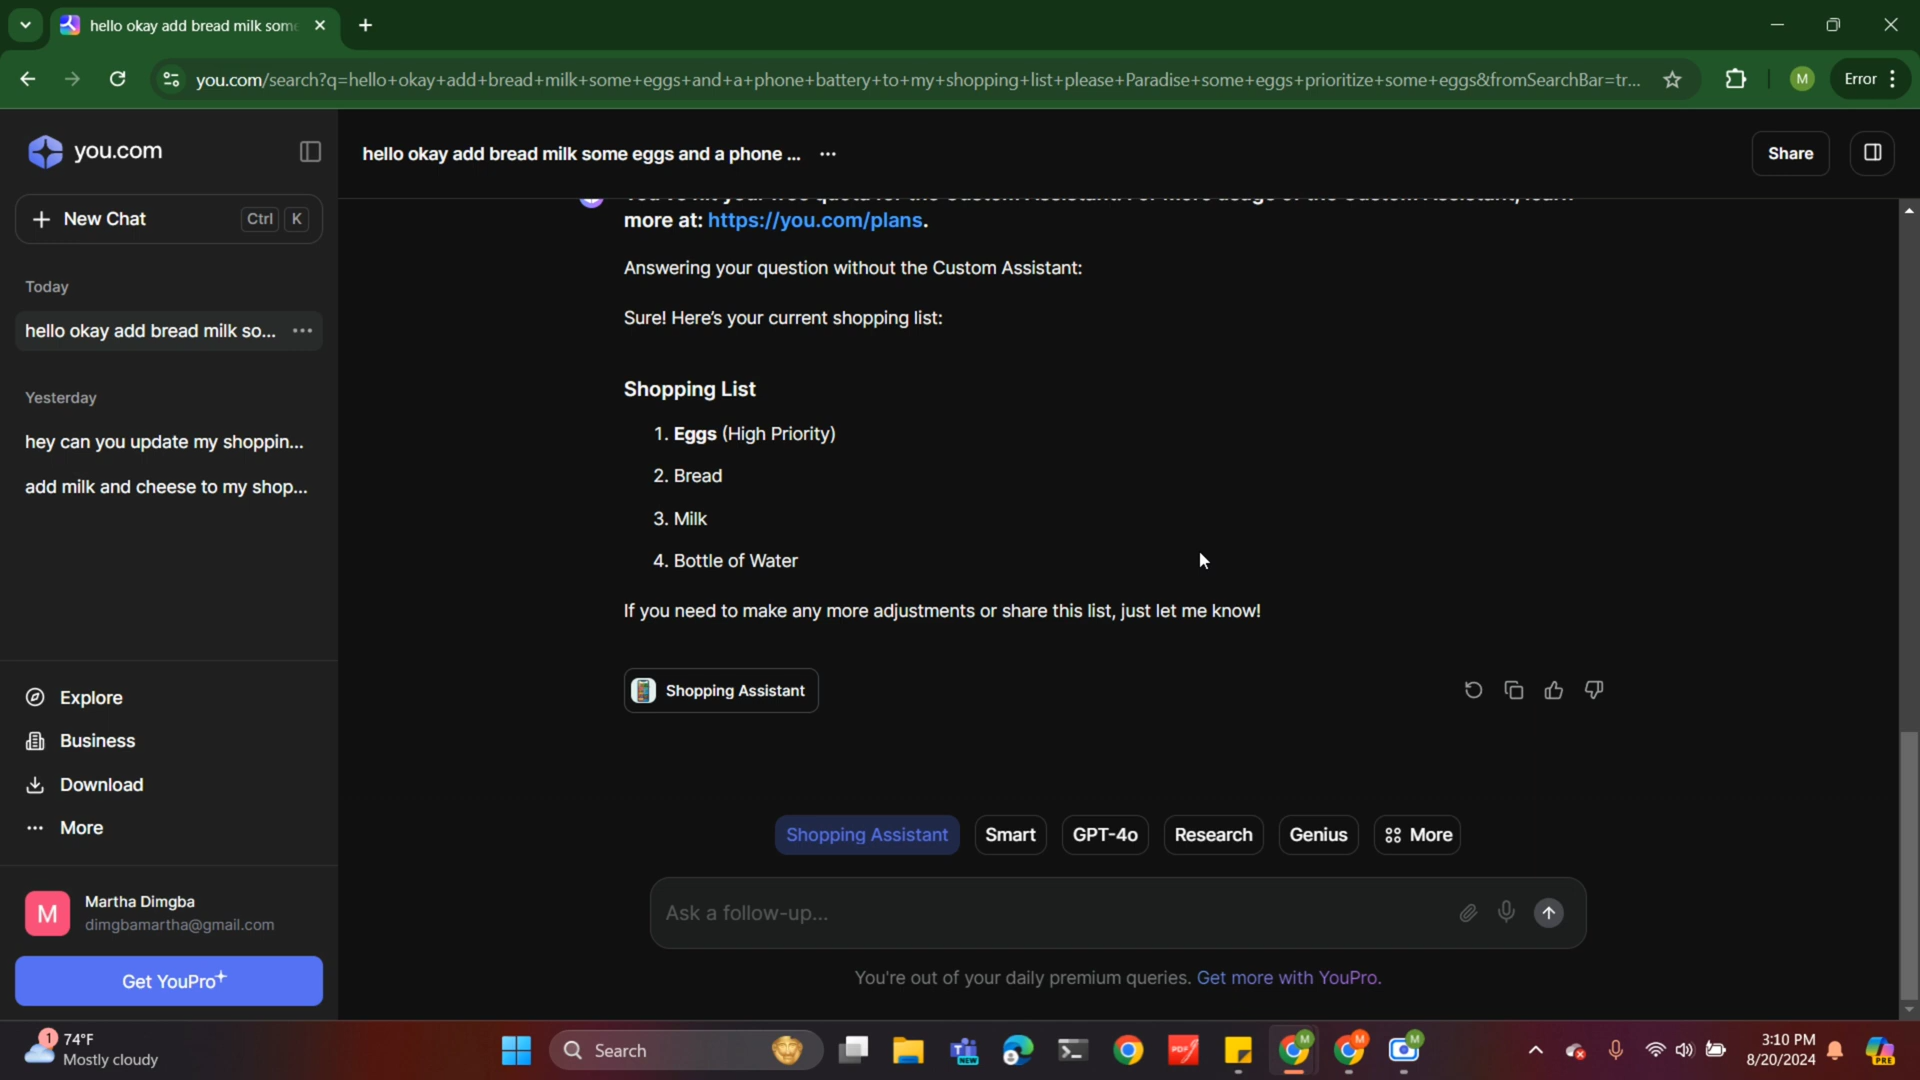 hello okay add bread milk some
you.com/search?q=hello+okay+add+bread+milk+some+eggs+and+a+phone+battery+to+my+shopping+list+please+Paradise+some+eggs+prioritize+some+eggs&fromSearchBar=tr...
M
Error
you.com
hello okay add bread milk some eggs and a phone ...
Share
New Chat
Ctrl
K
Today
hello okay add bread milk so...
Yesterday
hey can you update my shoppin...
add milk and cheese to my shop...
Explore
Business
Download
More
M
Martha Dimgba
dimgbamartha@gmail.com
Get YouPro
more at: https://you.com/plans.
Answering your question without the Custom Assistant:
Sure! Here's your current shopping list:
Shopping List
1. Eggs (High Priority)
2. Bread
3. Milk
4. Bottle of Water
If you need to make any more adjustments or share this list, just let me know!
Shopping Assistant
Shopping Assistant
Smart
GPT-4o
Research
Genius
More
Ask a follow-up...
You're out of your daily premium queries. Get more with YouPro.
1
74°F
Mostly cloudy
Search
NEW
PDF
M
M
M
3:10 PM
8/20/2024
PRE